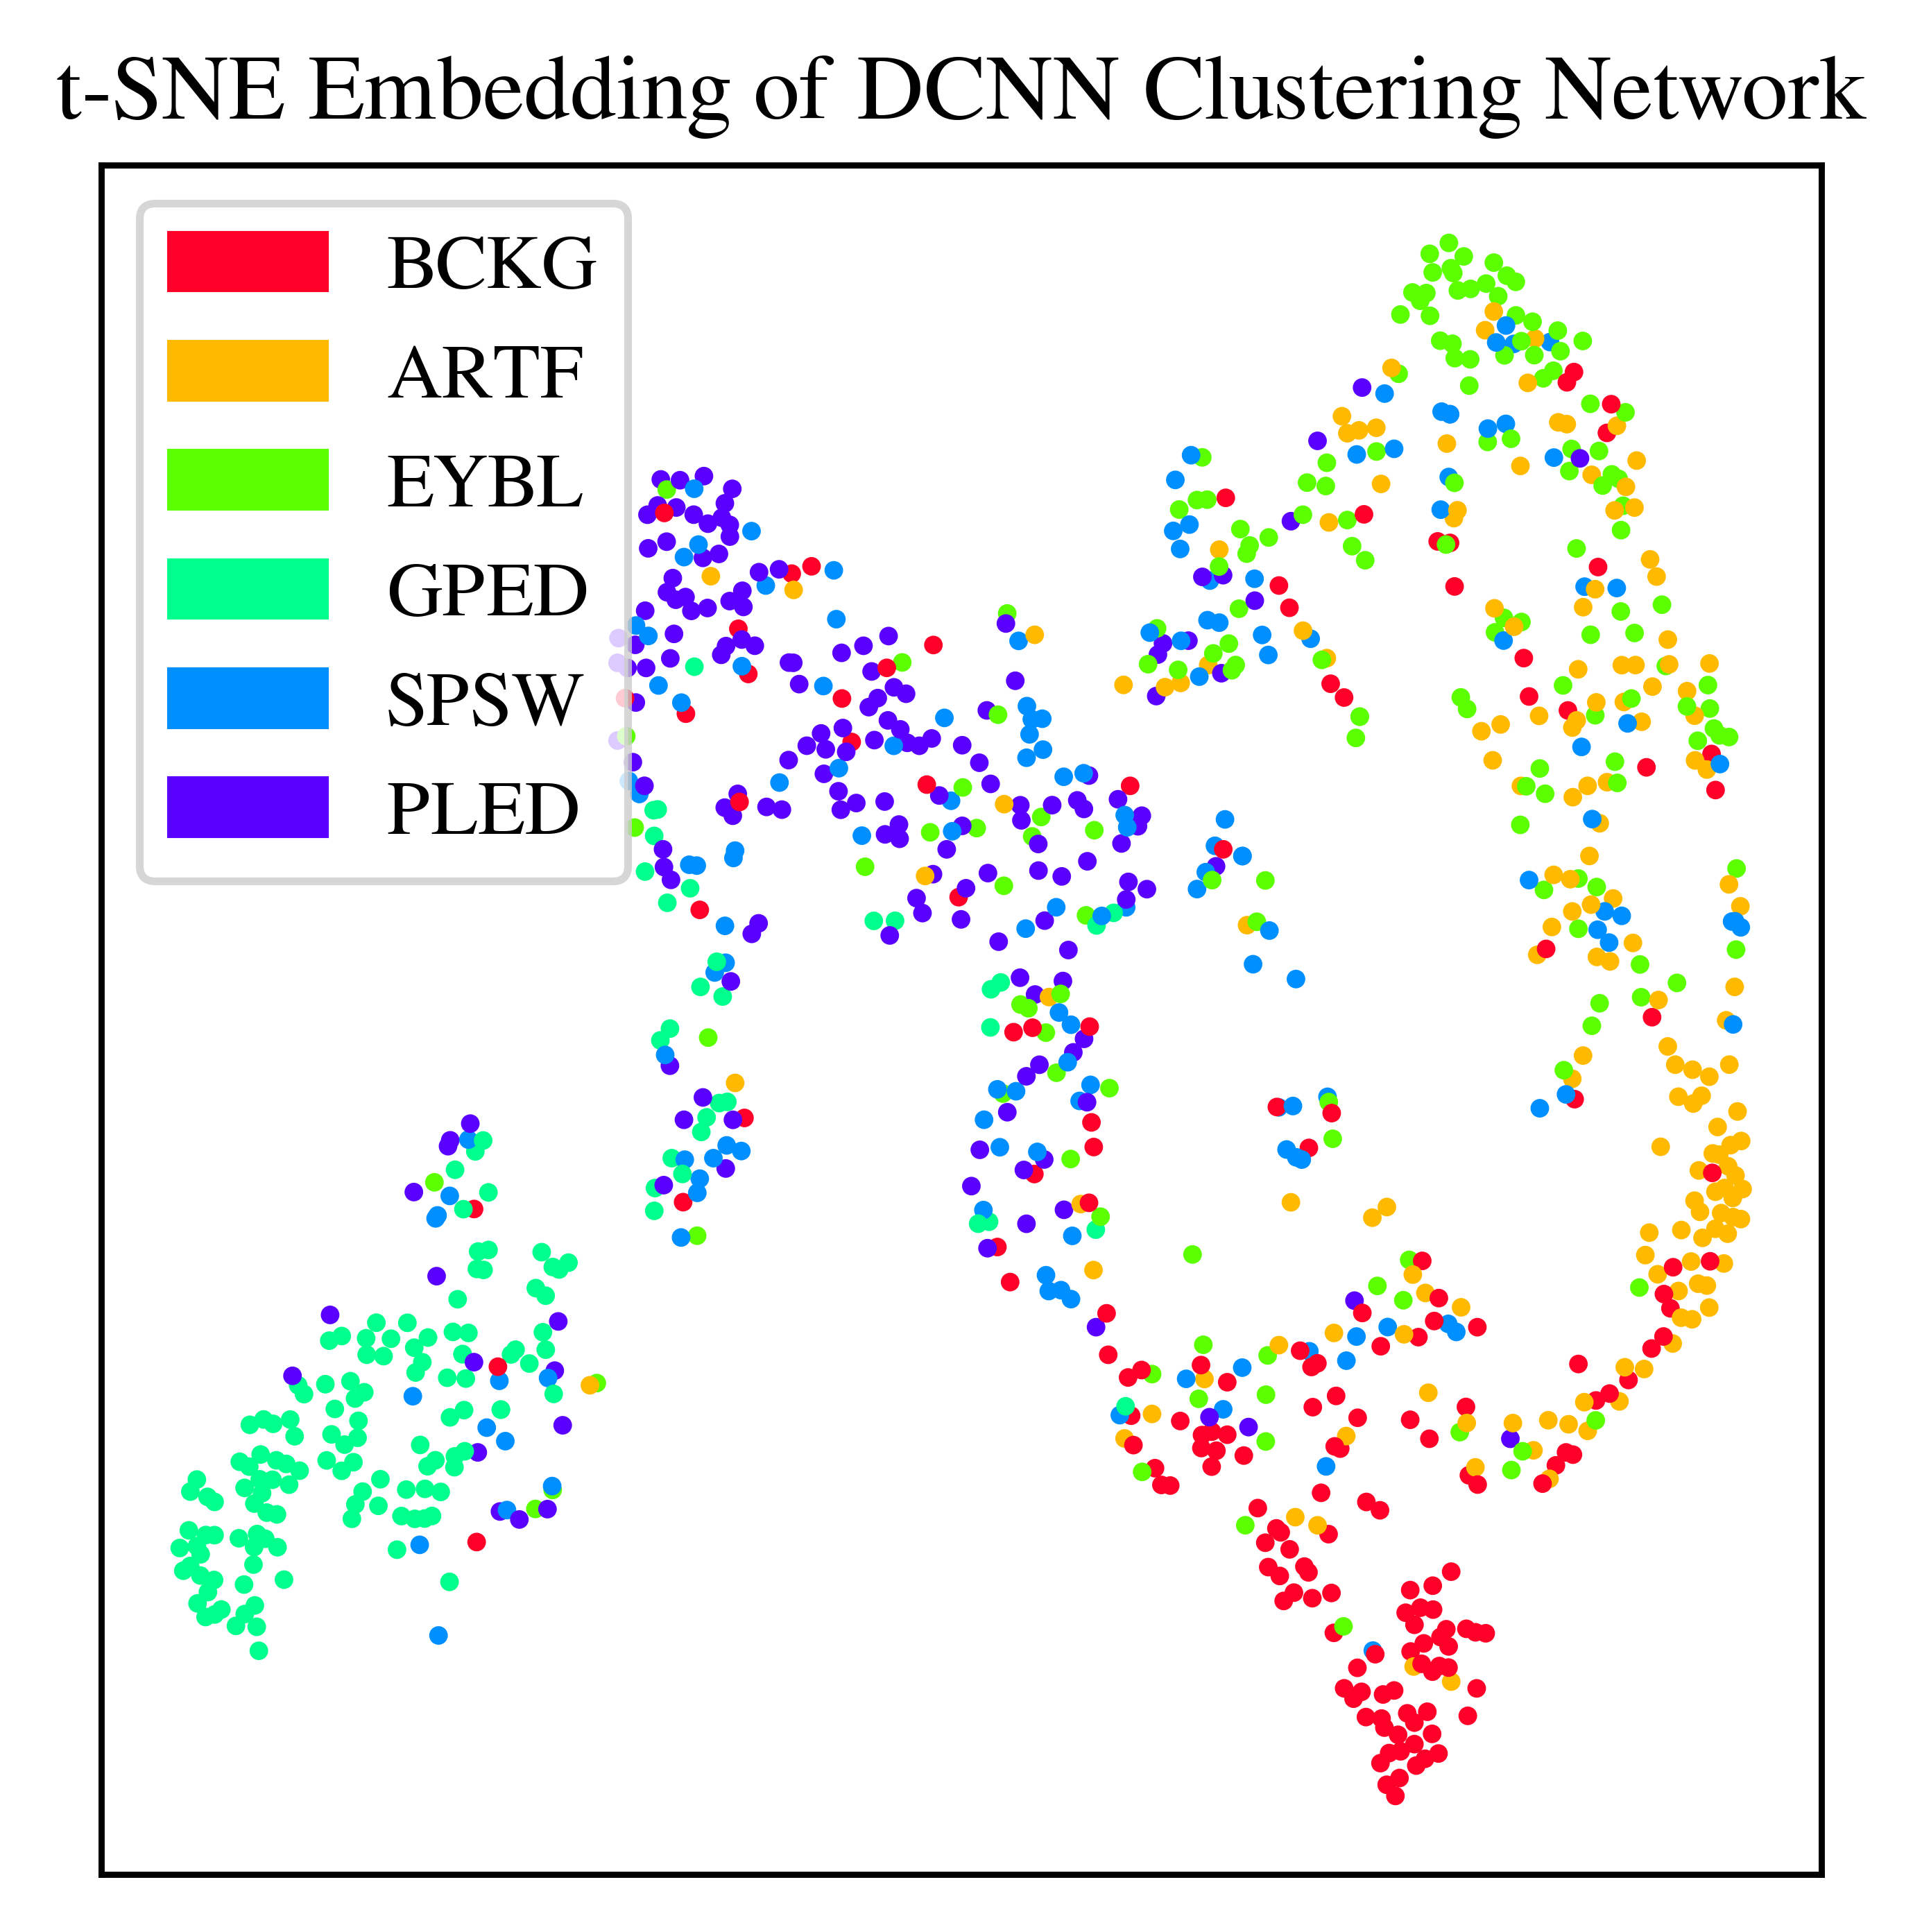 t-SNE Embedding of DCNN Clustering Network
BCKG
ARTF
EYBL
GPED
SPSW
PLED